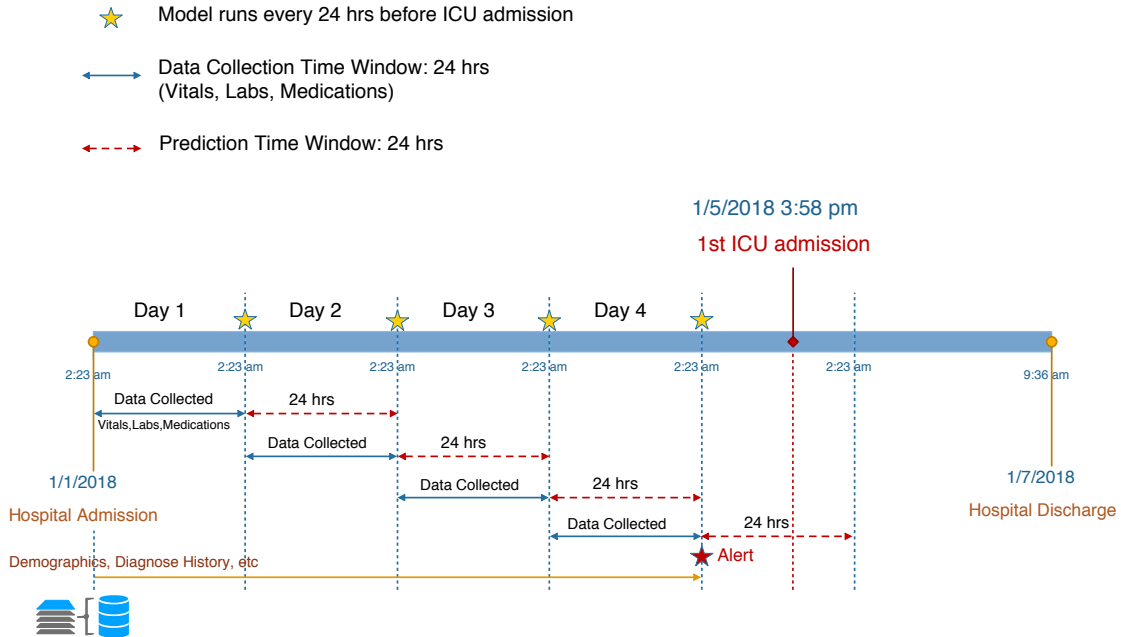 Model runs every 24 hrs before ICU admission
Data Collection Time Window: 24 hrs
(Vitals, Labs, Medications)
Prediction Time Window: 24 hrs
1/5/2018 3:58 pm
1st ICU admission
Day 1
Day 2
Day 3
Day 4
2:23 am
2:23 am
2:23 am
2:23 am
2:23 am
2:23 am
9:36 am
Data Collected
24 hrs
Vitals,Labs,Medications
Data Collected
24 hrs
Data Collected
24 hrs
Data Collected
24 hrs
1/1/2018
Hospital Admission
1/7/2018
Hospital Discharge
Alert
Demographics, Diagnose History, etc